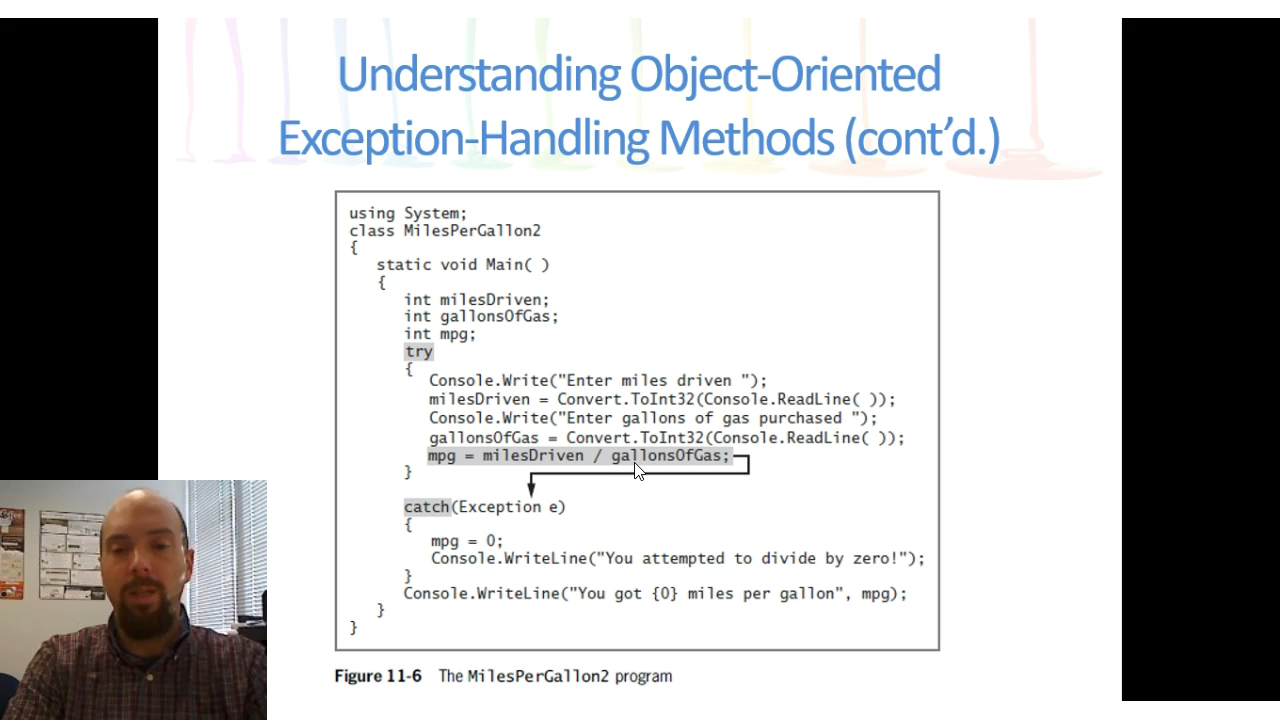 Understanding Object-Oriented
Exception-Handling Methods (cont'd.)
using System;
class MilesPerGallon2
{
static void Main( )
{
int milesDriven;
int gallonsOfGas;
int mpg;
try
{
Console.Write("Enter miles driven ");
milesDriven = Convert.ToInt32(Console.ReadLine( ));
Console.Write("Enter gallons of gas purchased ");
gallonsOfGas = Convert.ToInt32(Console.ReadLine( ));
mpg = milesDriven / gallonsOfGas;
}
catch(Exception e)
{
mpg = 0;
Console.WriteLine("You attempted to divide by zero!");
}
Console.WriteLine("You got {0} miles per gallon", mpg);
}
}
Figure 11-6 The MilesPerGallon2 program